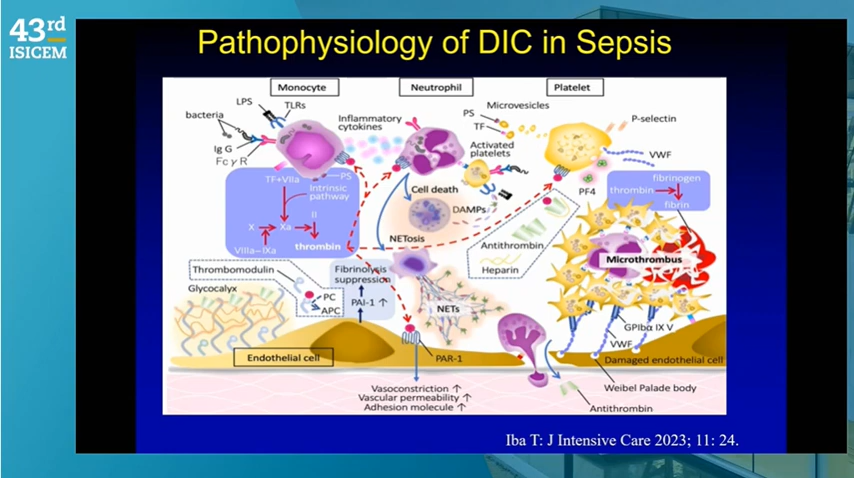 43rd
ISICEM
Pathophysiology of DIC in Sepsis
Monocyte
Neutrophil
Platelet
LPS
TLRs
bacteria
Ig G
FcγR
Inflammatory
cytokines
Microvesicles
PS
TF
Activated
platelets
P-selectin
VWF
PF4
TF+VIIa
PS
Intrinsic
pathway
II
X
Xa
thrombin
VIIIa–IXa
Cell death
DAMPs
NETosis
Antithrombin
Heparin
fibrinogen
thrombin
fibrin
Microthrombus
Thrombomodulin
PC
APC
Glycocalyx
Fibrinolysis
suppression
PAI-1 ↑
NETs
GPIbα IX V
VWF
Endothelial cell
PAR-1
Damaged endothelial cell
Vasoconstriction ↑
Vascular permeability ↑
Adhesion molecule ↑
Weibel Palade body
Antithrombin
Iba T: J Intensive Care 2023; 11: 24.